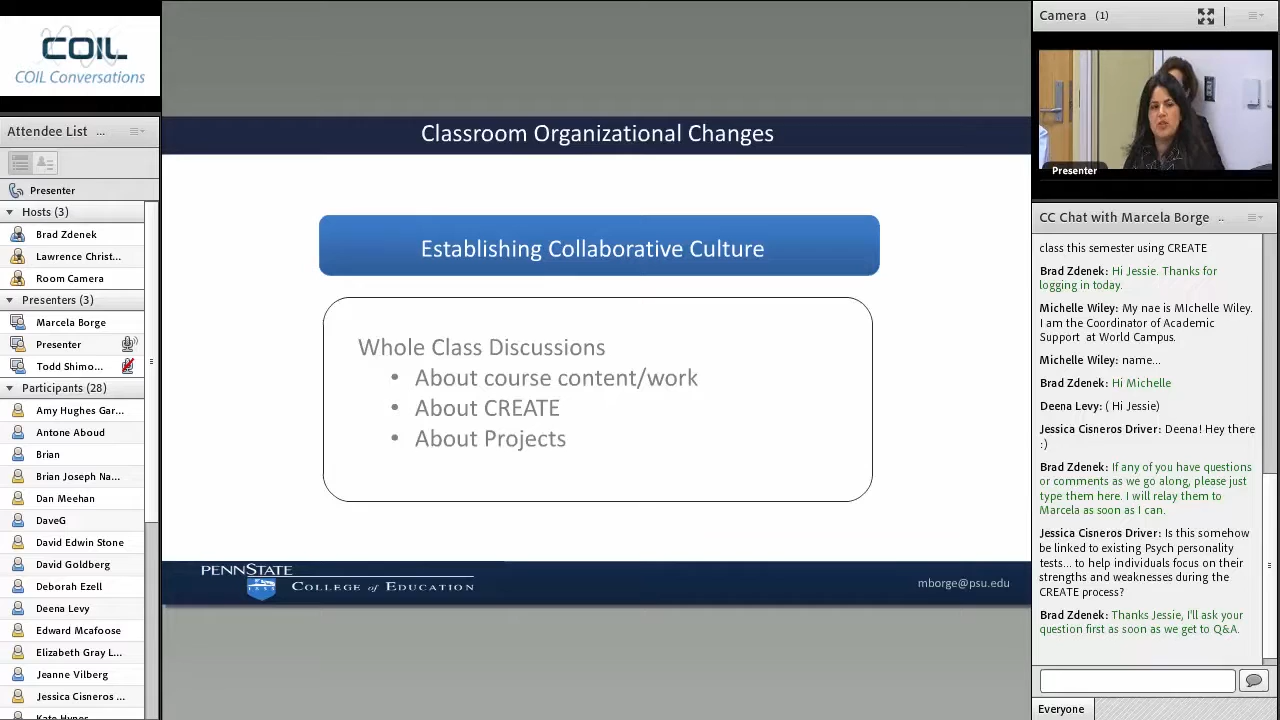 COIL
COIL Conversations
Attendee List ...
Presenter
Hosts (3)
Brad Zdenek
Lawrence Christ...
Room Camera
Presenters (3)
Marcela Borge
Presenter
Todd Shimo...
Participants (28)
Amy Hughes Gar...
Antone Aboud
Brian
Brian Joseph Na...
Dan Meehan
DaveG
David Edwin Stone
David Goldberg
Deborah Ezell
Deena Levy
Edward Mcafoose
Elizabeth Gray L...
Jeanne Vilberg
Jessica Cisneros ...
Classroom Organizational Changes
Establishing Collaborative Culture
Whole Class Discussions
• About course content/work
• About CREATE
• About Projects
PENNSTATE
1855
COLLEGE of EDUCATION
mborge@psu.edu
Camera (1)
Presenter
CC Chat with Marcela Borge ..
class this semester using CREATE
Brad Zdenek: Hi Jessie. Thanks for
logging in today.
Michelle Wiley: My nae is MIchelle Wiley.
I am the Coordinator of Academic
Support at World Campus.
Michelle Wiley: name...
Brad Zdenek: Hi Michelle
Deena Levy: ( Hi Jessie)
Jessica Cisneros Driver: Deena! Hey there
:)
Brad Zdenek: If any of you have questions
or comments as we go along, please just
type them here. I will relay them to
Marcela as soon as I can.
Jessica Cisneros Driver: Is this somehow
be linked to existing Psych personality
tests... to help individuals focus on their
strengths and weaknesses during the
CREATE process?
Brad Zdenek: Thanks Jessie, I'll ask your
question first as soon as we get to Q&A.
Everyone